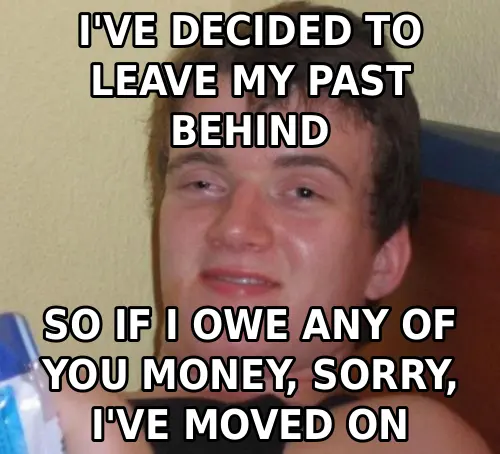 I'VE DECIDED TO
LEAVE MY PAST
BEHIND
SO IF I OWE ANY OF
YOU MONEY, SORRY,
I'VE MOVED ON